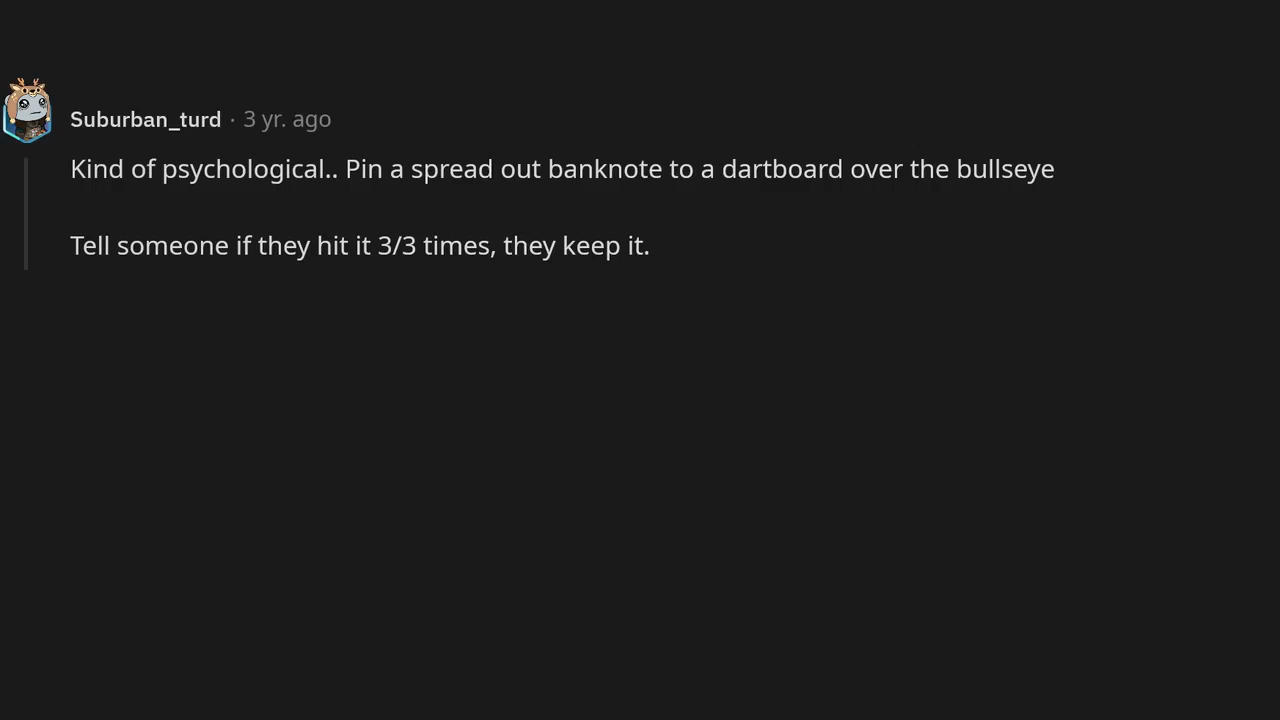 Suburban_turd · 3 yr. ago
Kind of psychological.. Pin a spread out banknote to a dartboard over the bullseye
Tell someone if they hit it 3/3 times, they keep it.